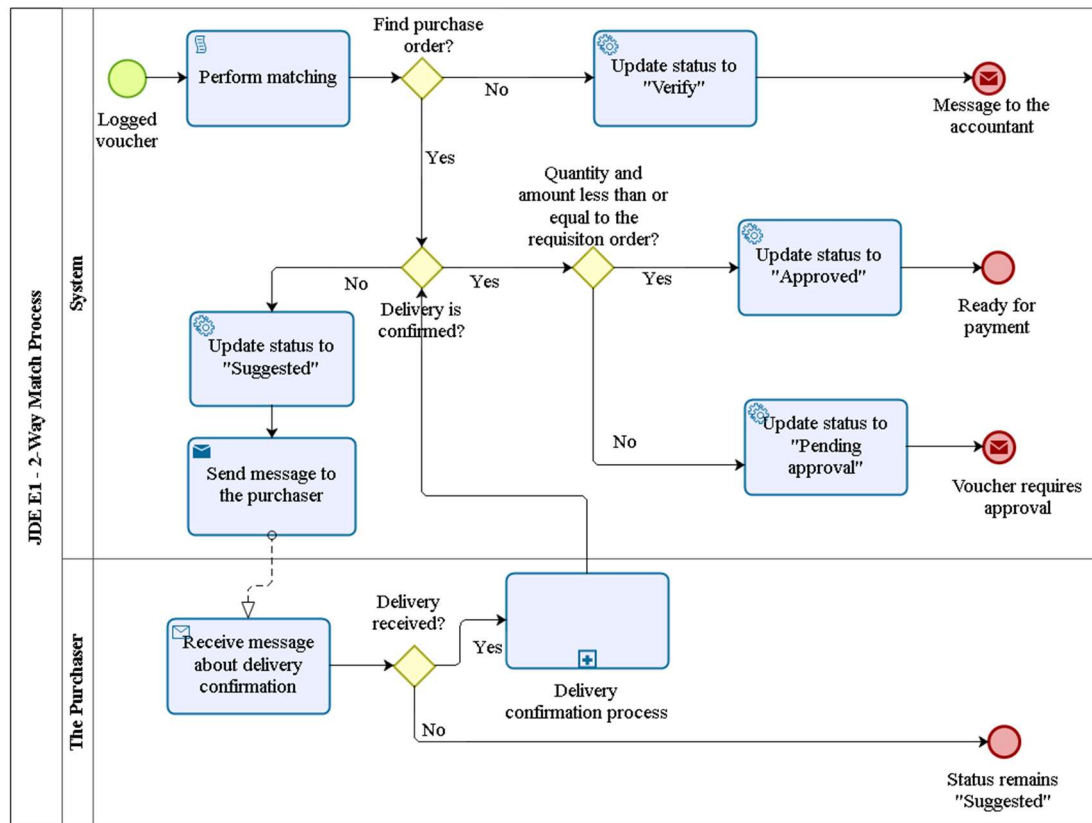 JDE E1 - 2-Way Match Process
System
Logged
voucher
Perform matching
Find purchase
order?
No
Update status to
"Verify"
Message to the
accountant
Yes
Quantity and
amount less than or
equal to the
requisiton order?
No
Delivery is
confirmed?
Yes
Yes
Update status to
"Approved"
Ready for
payment
Update status to
"Suggested"
No
Update status to
"Pending
approval"
Voucher requires
approval
Send message to
the purchaser
The Purchaser
Receive message
about delivery
confirmation
Delivery
received?
Yes
Delivery
confirmation process
No
Status remains
"Suggested"